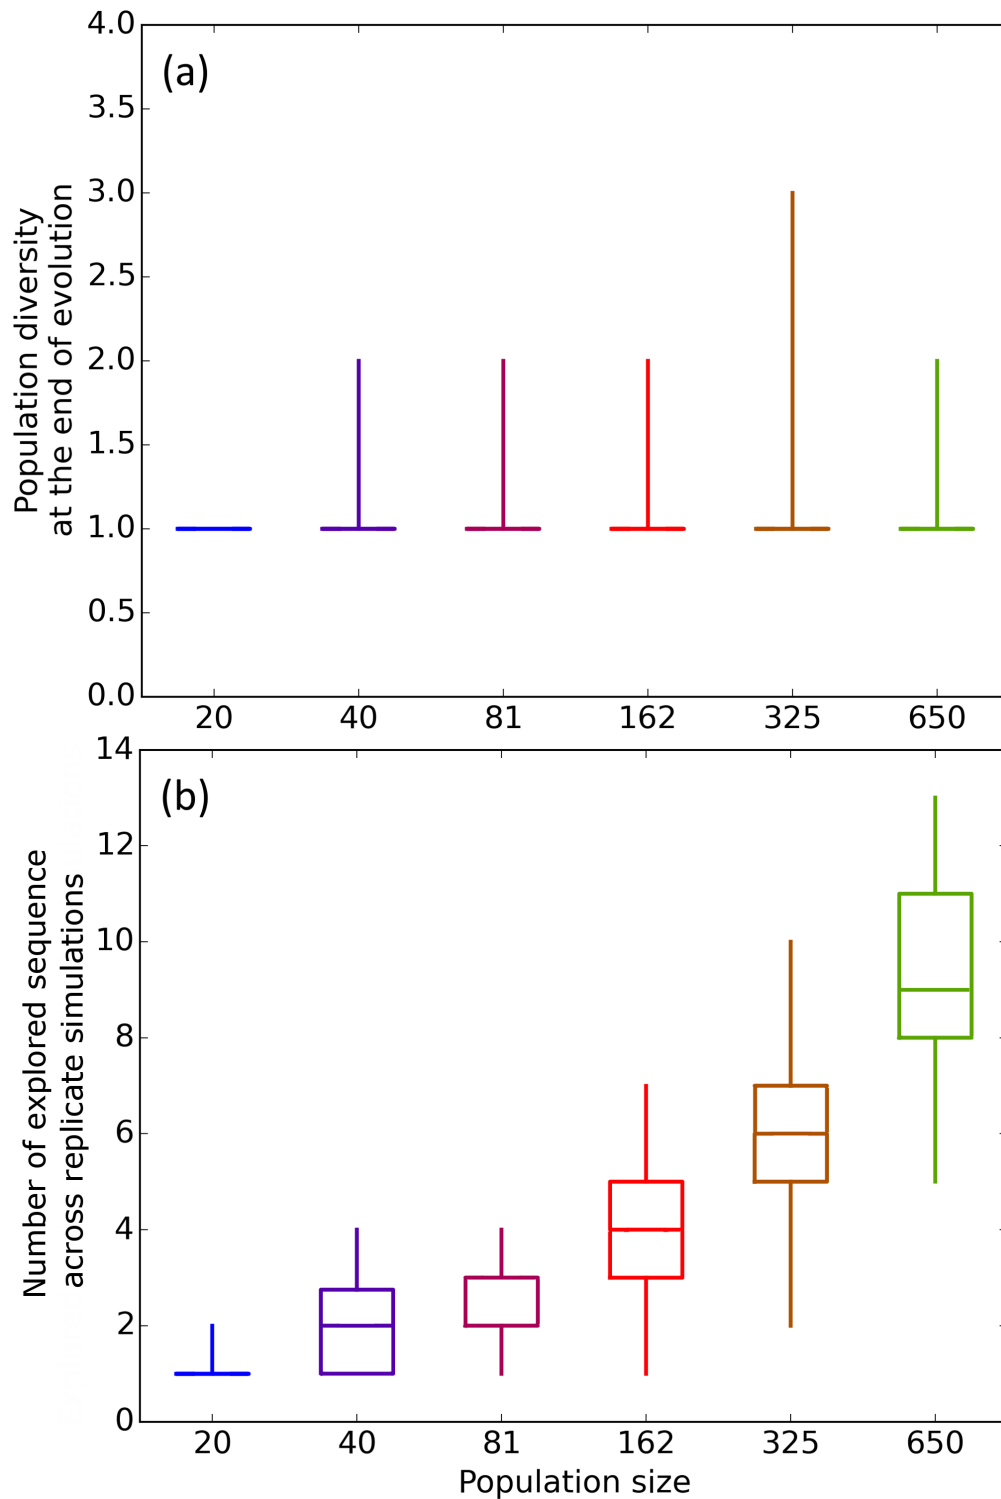 (a)
Population diversity
at the end of evolution
4.0
3.5
3.0
2.5
2.0
1.5
1.0
0.5
0.0
20 40 81 162 325 650
(b)
Number of explored sequence
across replicate simulations
14
12
10
8
6
4
2
0
20 40 81 162 325 650
Population size